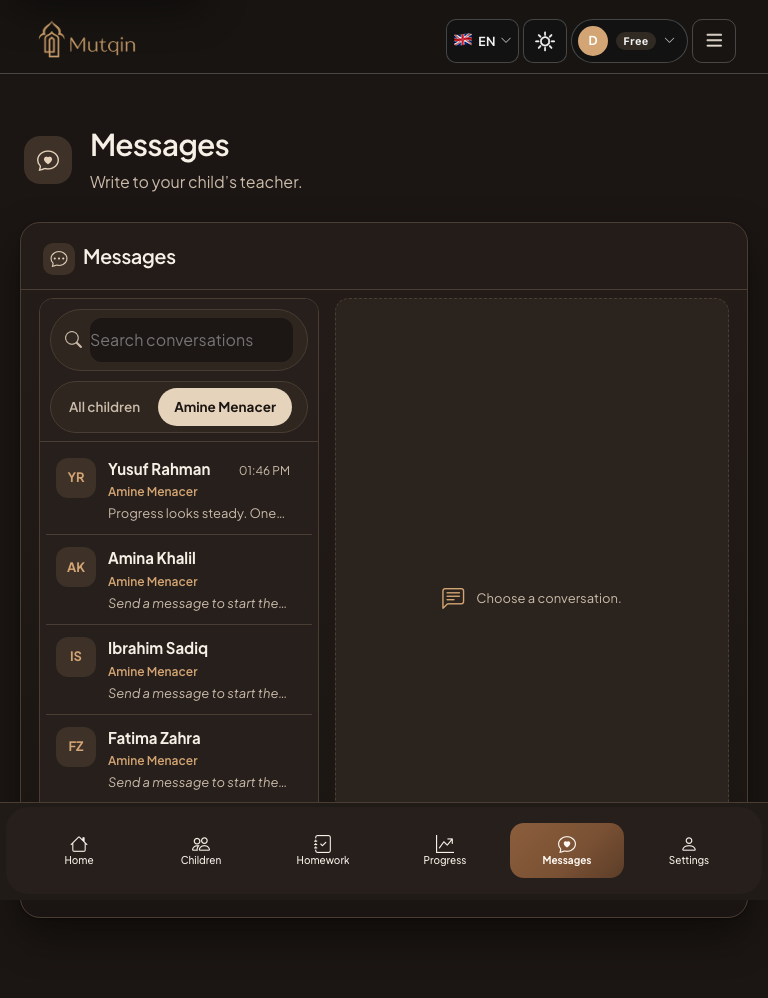 Mutqin
EN
D
Free
Messages
Write to your child's teacher.
Messages
Search conversations
All children
Amine Menacer
YR
Yusuf Rahman
01:46 PM
Amine Menacer
Progress looks steady. One...
AK
Amina Khalil
Amine Menacer
Send a message to start the...
IS
Ibrahim Sadiq
Amine Menacer
Send a message to start the...
FZ
Fatima Zahra
Amine Menacer
Send a message to start the...
Choose a conversation.
Home
Children
Homework
Progress
Messages
Settings